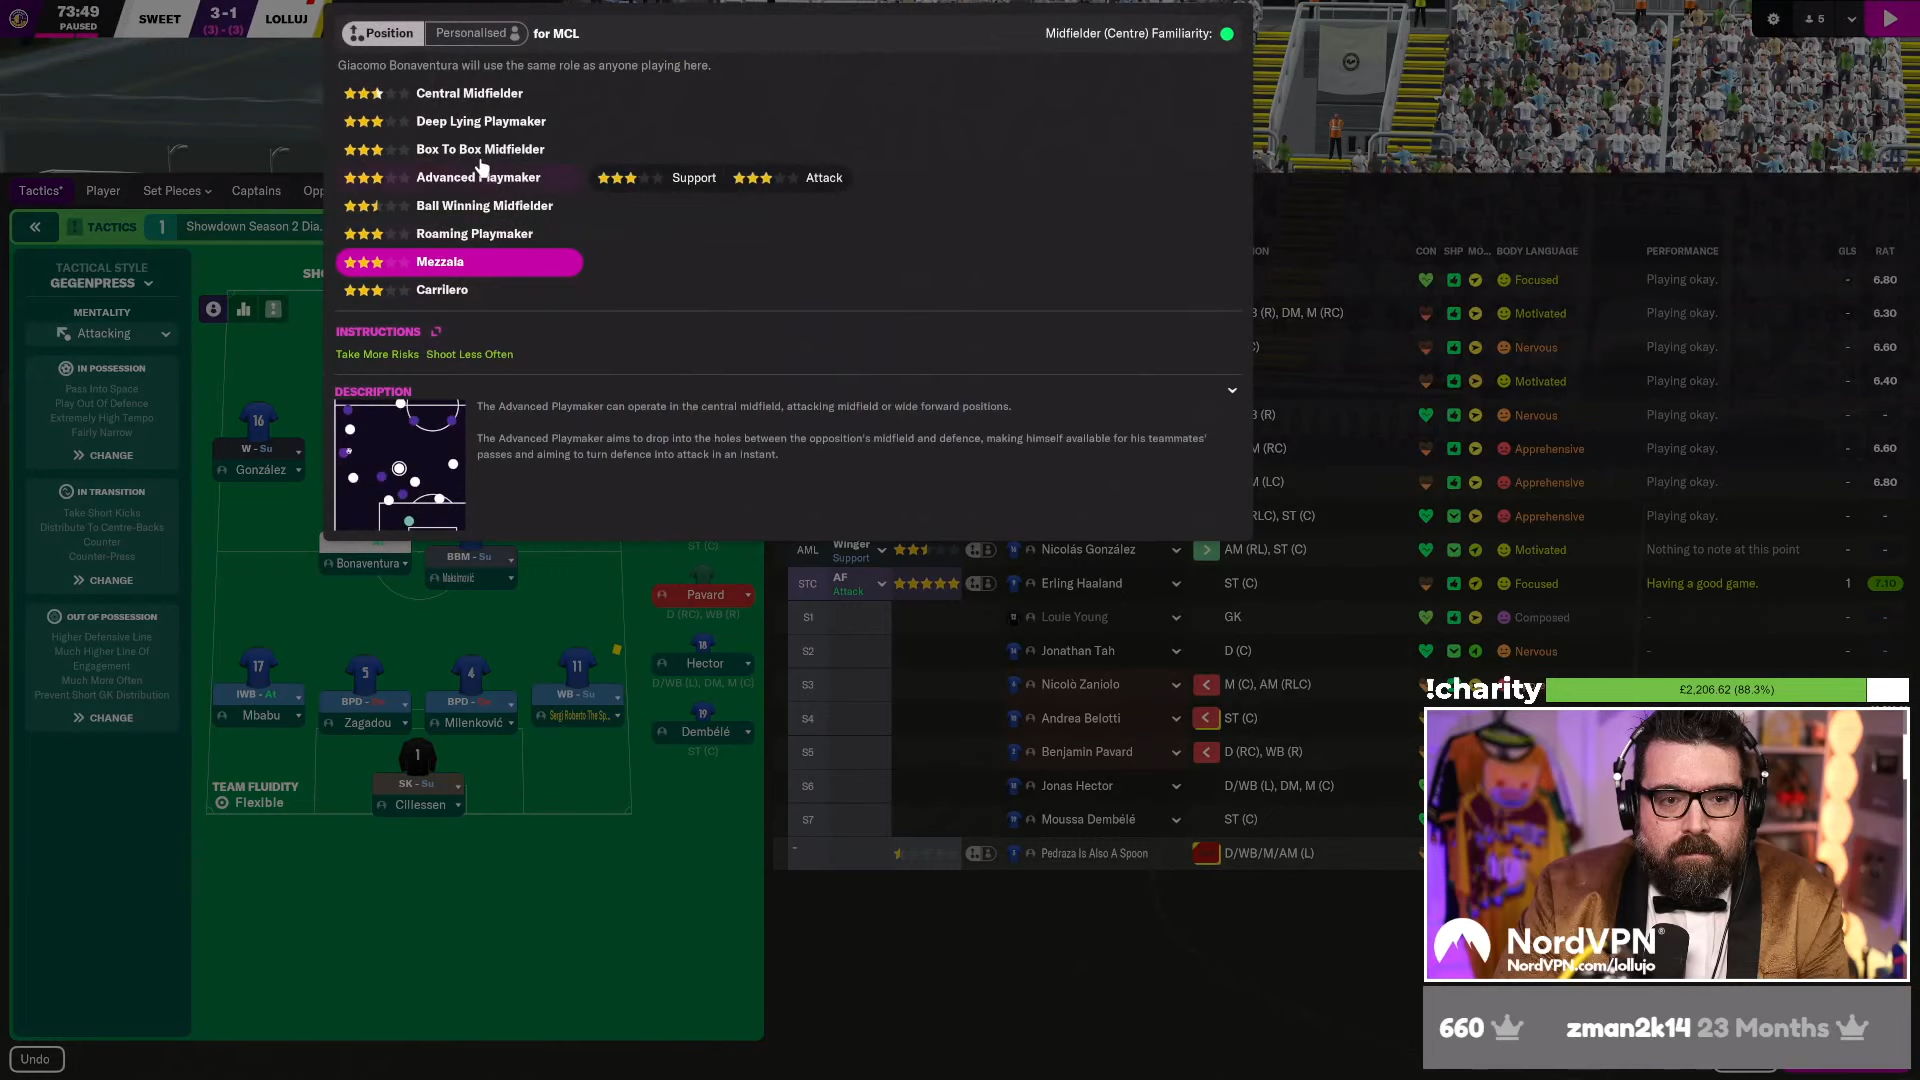 73:49
PAUSED
SWEET
3-1
(3) - (3)
LOLLUJ
5
Position
Personalised
for MCL
Midfielder (Centre) Familiarity:
Giacomo Bonaventura will use the same role as anyone playing here.
Central Midfielder
Deep Lying Playmaker
Box To Box Midfielder
Advanced Playmaker
Support
Attack
Ball Winning Midfielder
Roaming Playmaker
Mezzala
Carrilero
INSTRUCTIONS
Take More Risks Shoot Less Often
DESCRIPTION
The Advanced Playmaker can operate in the central midfield, attacking midfield or wide forward positions.
The Advanced Playmaker aims to drop into the holes between the opposition's midfield and defence, making himself available for his teammates'
passes and aiming to turn defence into attack in an instant.
Tactics*
Player
Set Pieces
Captains
Opp
TACTICS
1
Showdown Season 2 Dia...
TACTICAL STYLE
GEGENPRESS
MENTALITY
Attacking
IN POSSESSION
Pass Into Space
Play Out Of Defence
Extremely High Tempo
Fairly Narrow
CHANGE
IN TRANSITION
Take Short Kicks
Distribute To Centre-Backs
Counter
Counter-Press
CHANGE
OUT OF POSSESSION
Higher Defensive Line
Much Higher Line Of
Engagement
Much More Often
Prevent Short GK Distribution
CHANGE
SHO
16
W - Su
González
Bonaventura
BBM - Su
Maksimović
17
IWB - At
Mbabu
5
BPD - De
Zagadou
4
BPD - De
Milenković
11
WB - Su
Sergi Roberto The Sp...
1
SK - Su
Cillessen
TEAM FLUIDITY
Flexible
ST (C)
Pavard
D (RC), WB (R)
18
Hector
D/WB (L), DM, M (C)
19
Dembélé
ST (C)
ION
CON
SHP
MO...
BODY LANGUAGE
PERFORMANCE
GLS
RAT
Focused
Playing okay.
-
6.80
B (R), DM, M (RC)
Motivated
Playing okay.
-
6.30
C)
Nervous
Playing okay.
-
6.60
Motivated
Playing okay.
-
6.40
B (R)
Nervous
Playing okay.
-
-
M (RC)
Apprehensive
Playing okay.
-
6.60
M (LC)
Apprehensive
Playing okay.
-
6.80
RLC), ST (C)
Apprehensive
Playing okay.
-
-
AML
Winger
Support
Nicolás González
AM (RL), ST (C)
Motivated
Nothing to note at this point
-
-
STC
AF
Attack
Erling Haaland
ST (C)
Focused
Having a good game.
1
7.10
S1
Louie Young
GK
Composed
-
-
-
S2
Jonathan Tah
D (C)
Nervous
-
-
-
S3
Nicolò Zaniolo
M (C), AM (RLC)
S4
Andrea Belotti
ST (C)
S5
Benjamin Pavard
D (RC), WB (R)
S6
Jonas Hector
D/WB (L), DM, M (C)
S7
Moussa Dembélé
ST (C)
-
Pedraza Is Also A Spoon
D/WB/M/AM (L)
!charity
£2,206.62 (88.3%)
NordVPN®
NordVPN.com/lollujo
660
zman2k14 23 Months
Undo